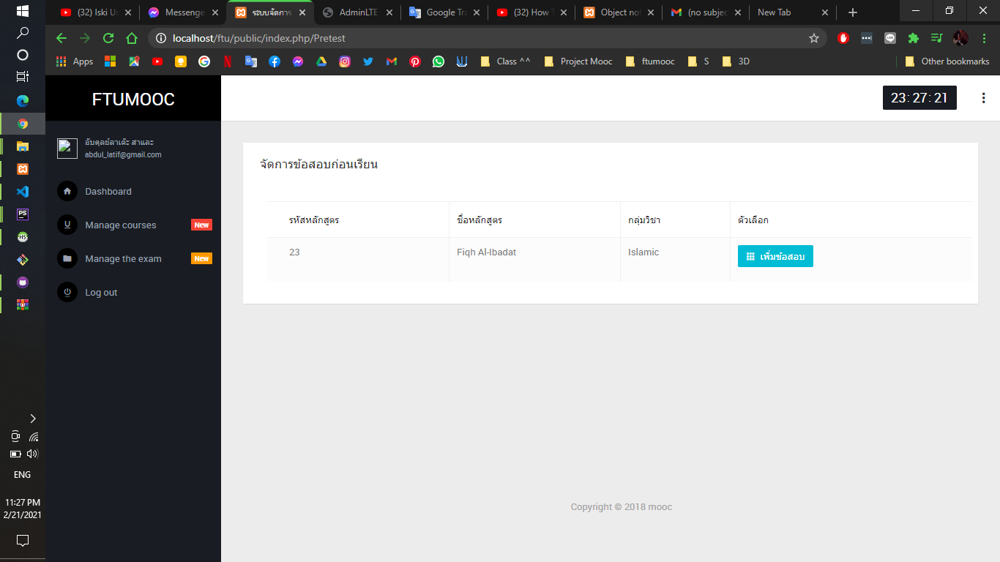 (32) Iski Us
Messenge
ระบบจัดการ
AdminLTE
Google Tra
(32) How T
Object not
(no subjec
New Tab
localhost/ftu/public/index.php/Pretest
Apps
Class ^^
Project Mooc
ftumooc
S
3D
Other bookmarks
FTUMOOC
23: 27: 21
อับดุลย์ลาเต๊ะ สาและ
abdul_latif@gmail.com
Dashboard
Manage courses
New
Manage the exam
New
Log out
จัดการข้อสอบก่อนเรียน
รหัสหลักสูตร
ชื่อหลักสูตร
กลุ่มวิชา
ตัวเลือก
23
Fiqh Al-Ibadat
Islamic
เพิ่มข้อสอบ
Copyright © 2018 mooc
ENG
11:27 PM
2/21/2021